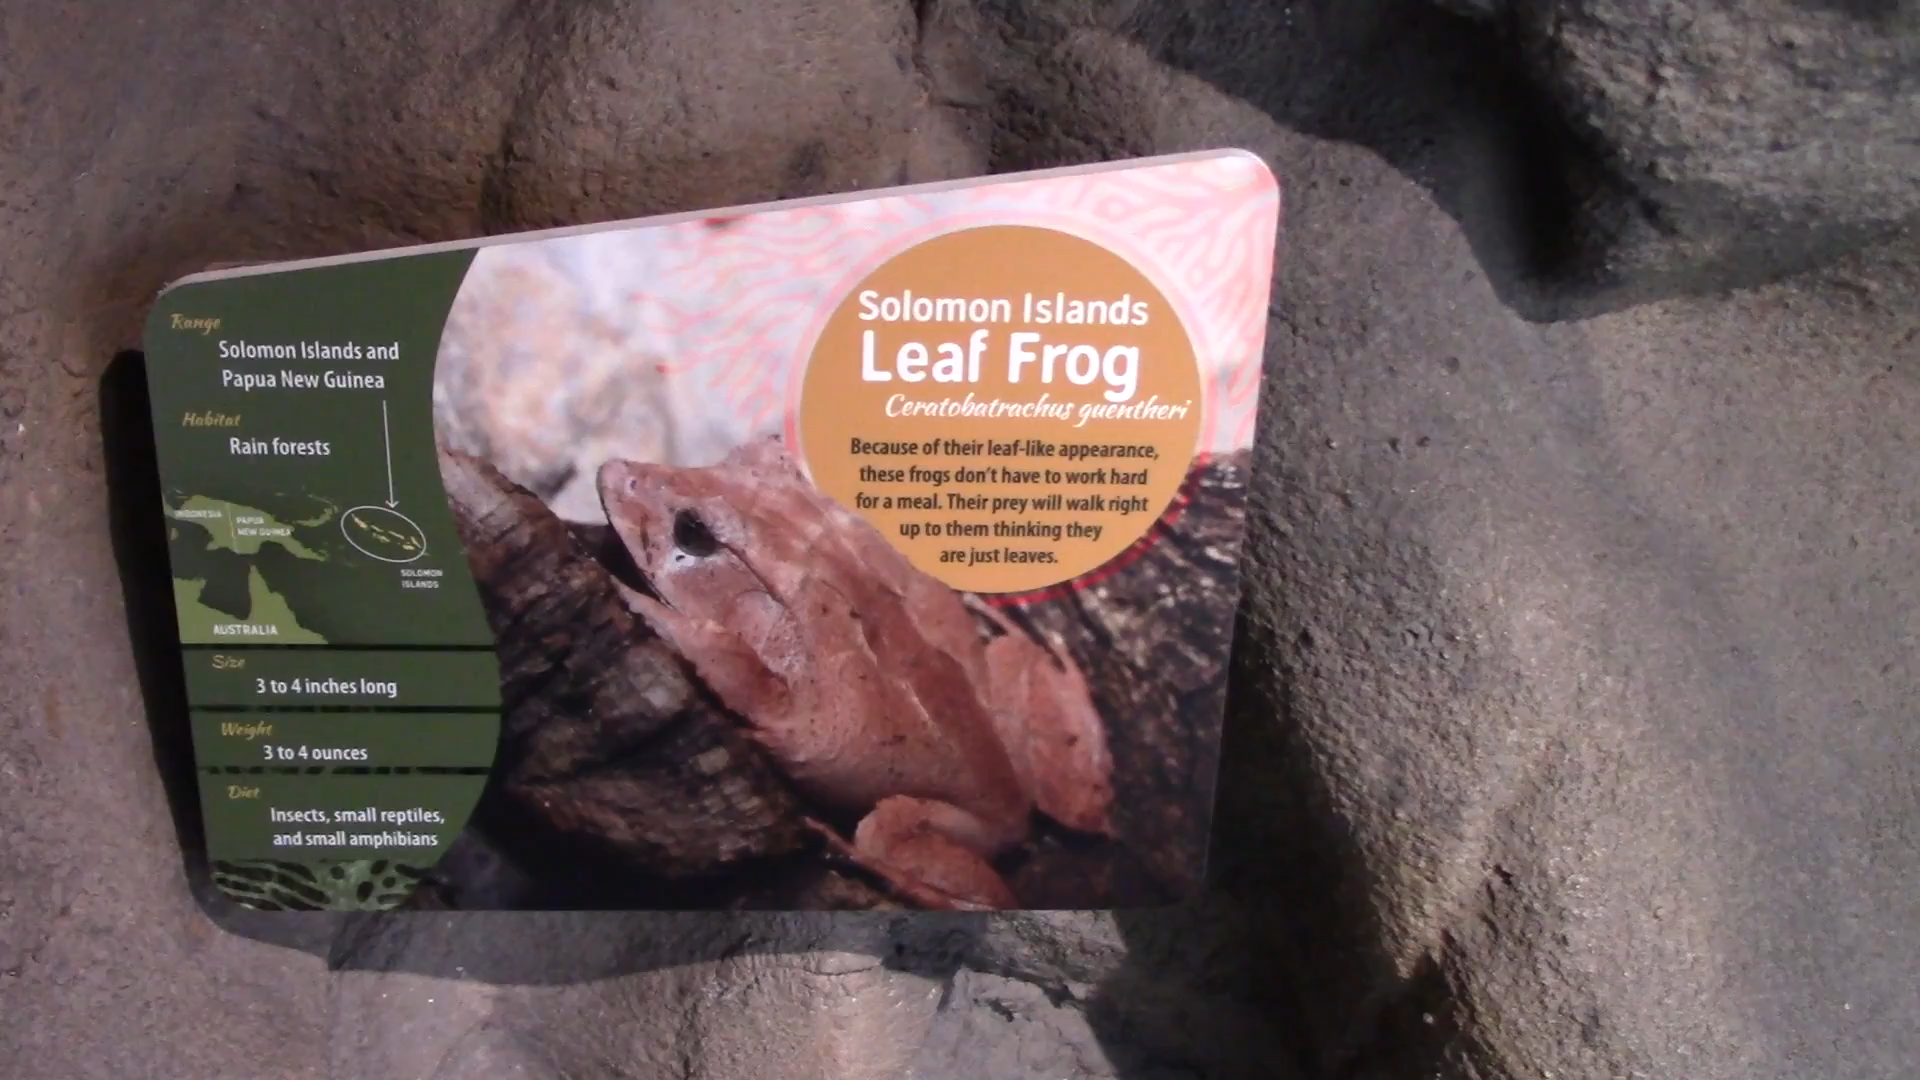 Range
Solomon Islands and
Papua New Guinea
Habitat
Rain forests
INDONESIA
PAPUA
NEW GUINEA
SOLOMON
ISLANDS
AUSTRALIA
Size
3 to 4 inches long
Weight
3 to 4 ounces
Diet
Insects, small reptiles,
and small amphibians
Solomon Islands
Leaf Frog
Ceratobatrachus guentheri
Because of their leaf-like appearance,
these frogs don't have to work hard
for a meal. Their prey will walk right
up to them thinking they
are just leaves.